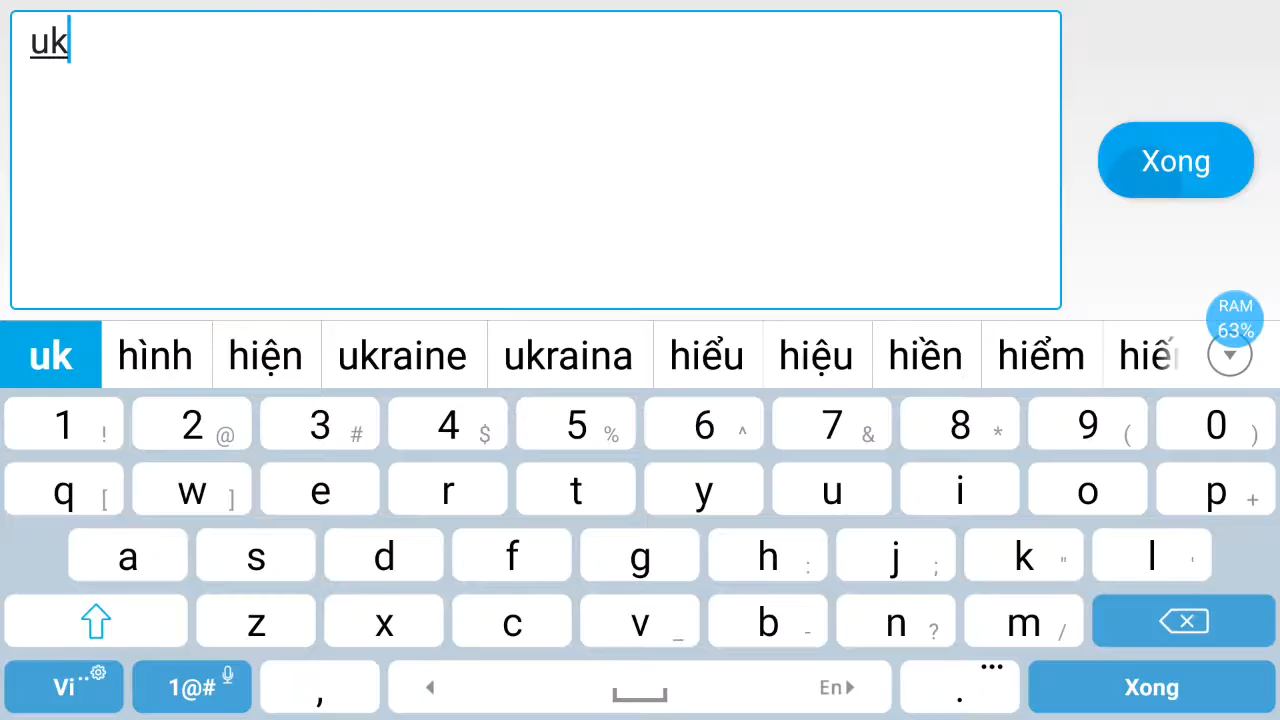 uk
Xong
RAM
63%
uk hình hiện ukraine ukraina hiểu hiệu hiền hiểm
1 ! 2 @ 3 # 4 $ 5 % 6 ^ 7 & 8 * 9 ( 0 )
q [ w ] e r t y u i o p +
a s d f g h : j ; k " l '
z x c v _ b - n ? m /
Vi 1@# , En . ... Xong